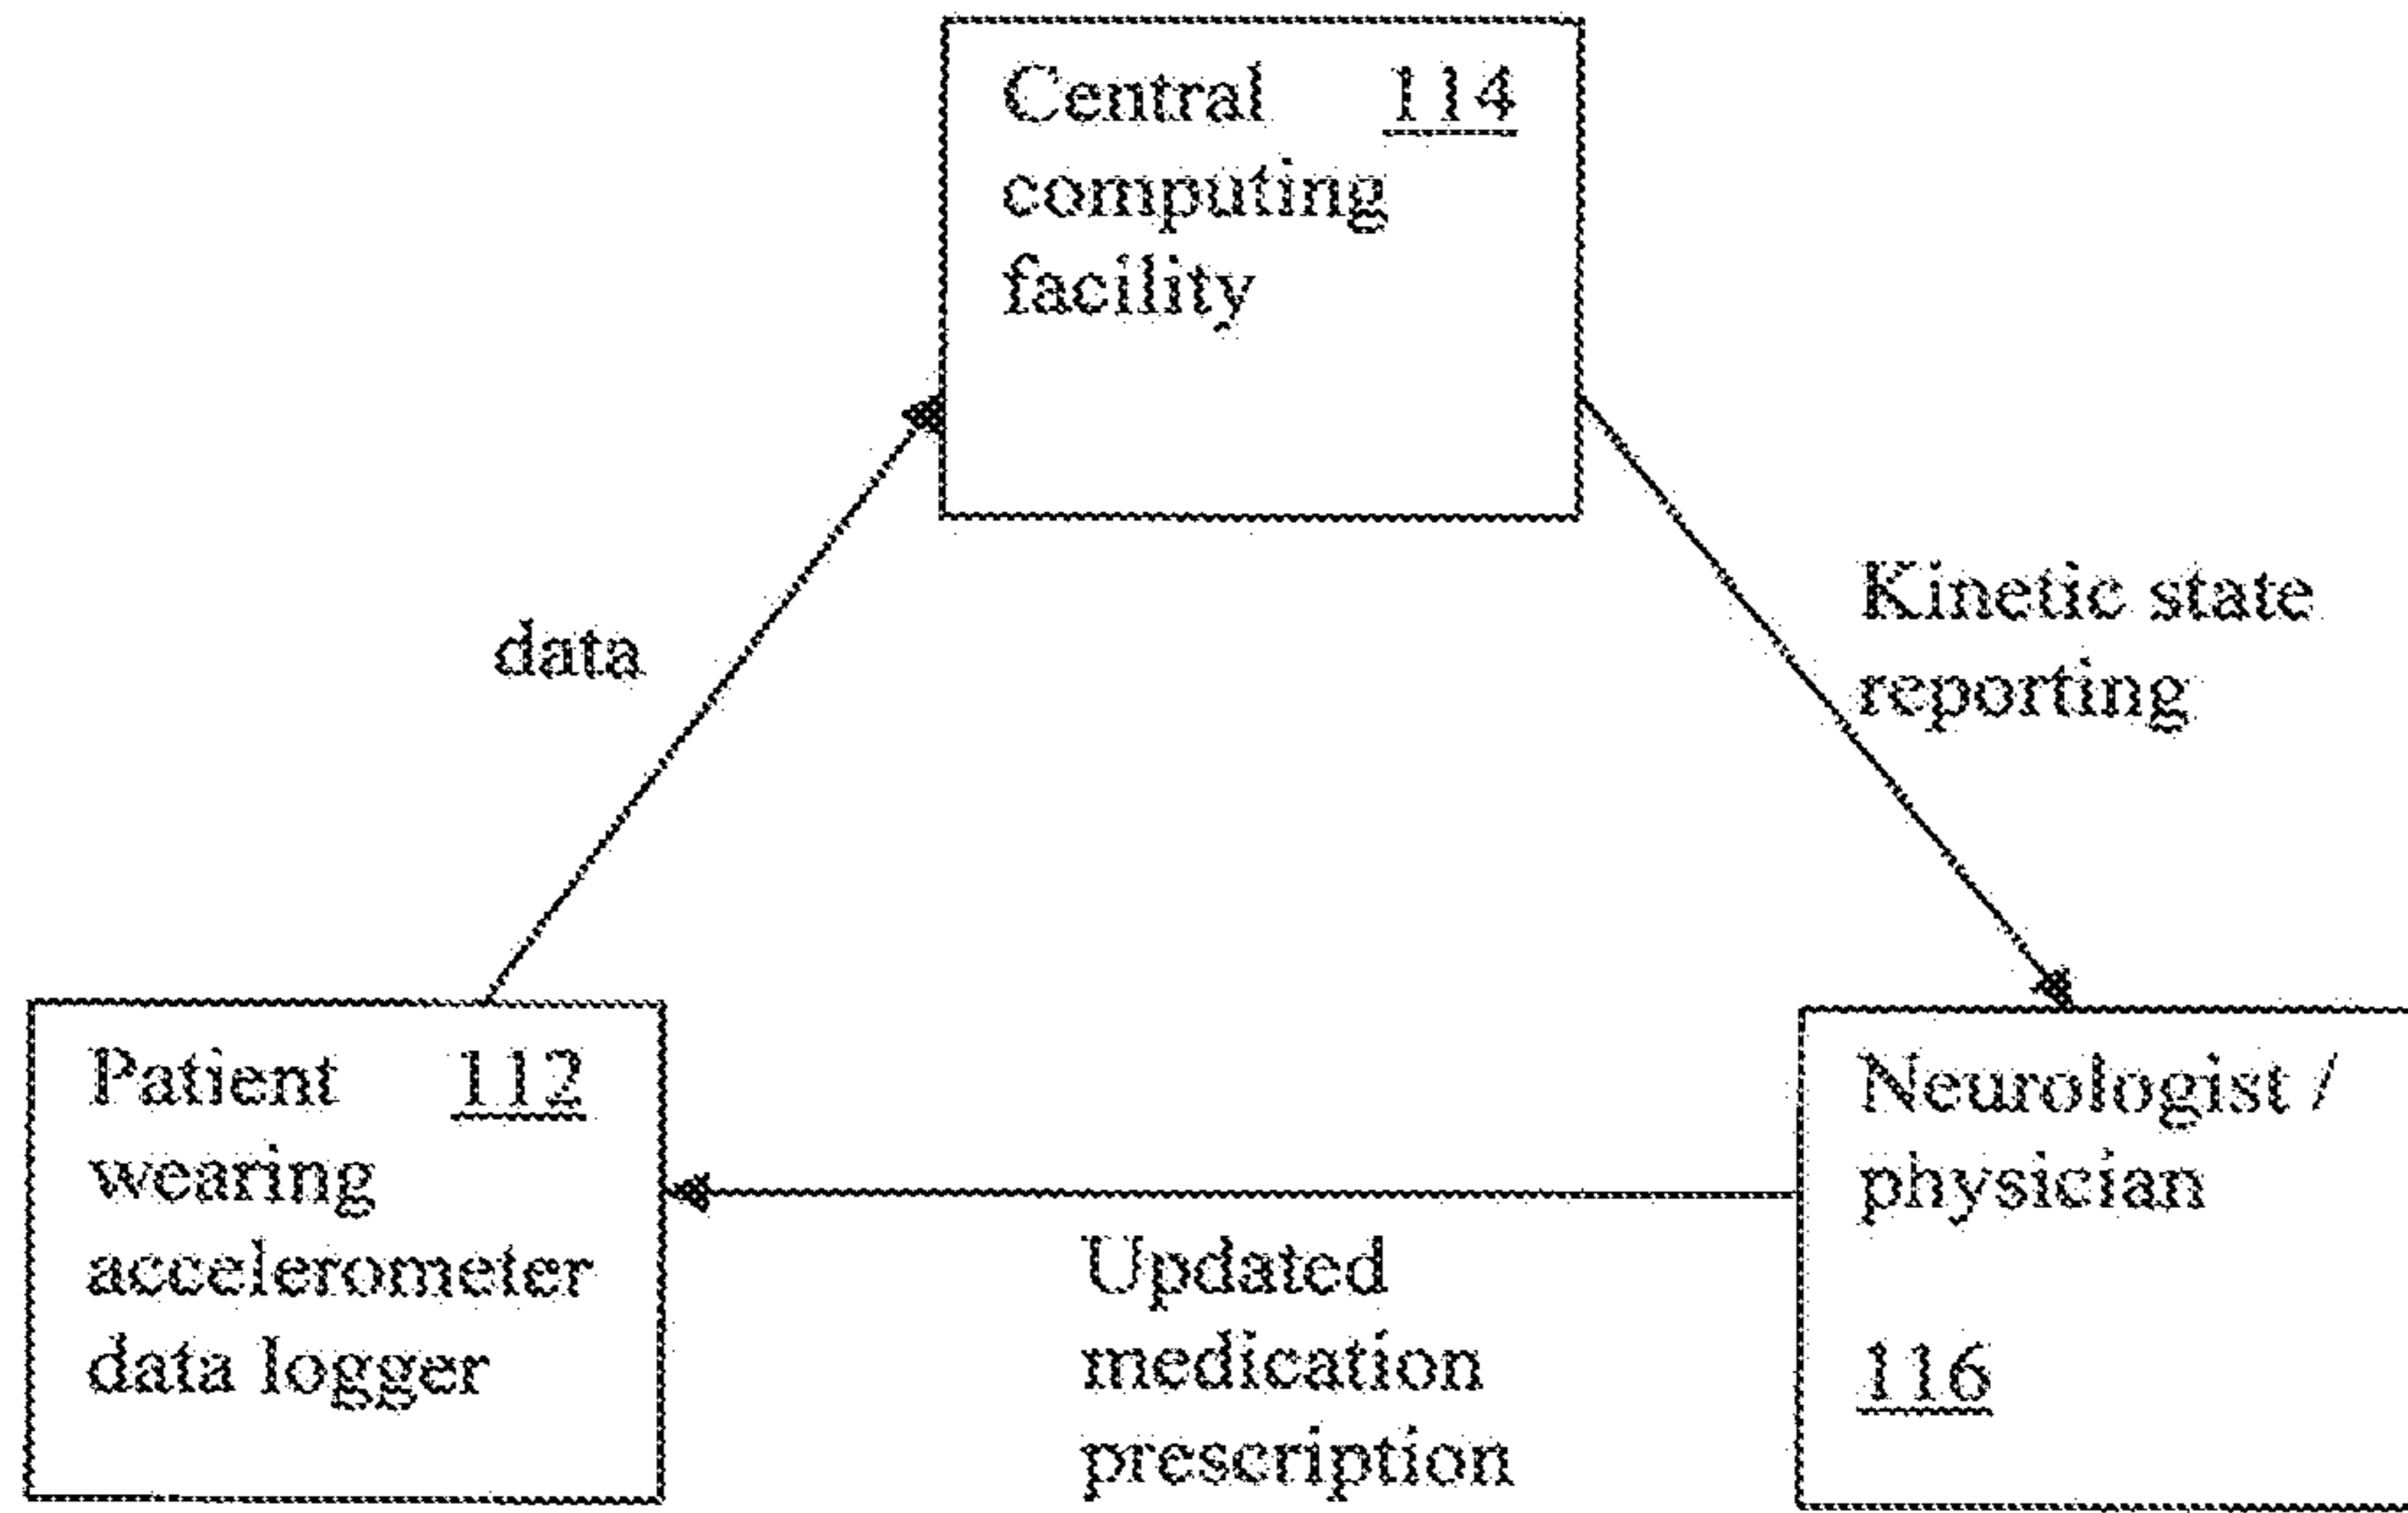 Central 114
computing
facility
data
Kinetic state
reporting
Patient 112
wearing
accelerometer
data logger
Updated
medication
prescription
Neurologist /
physician
116